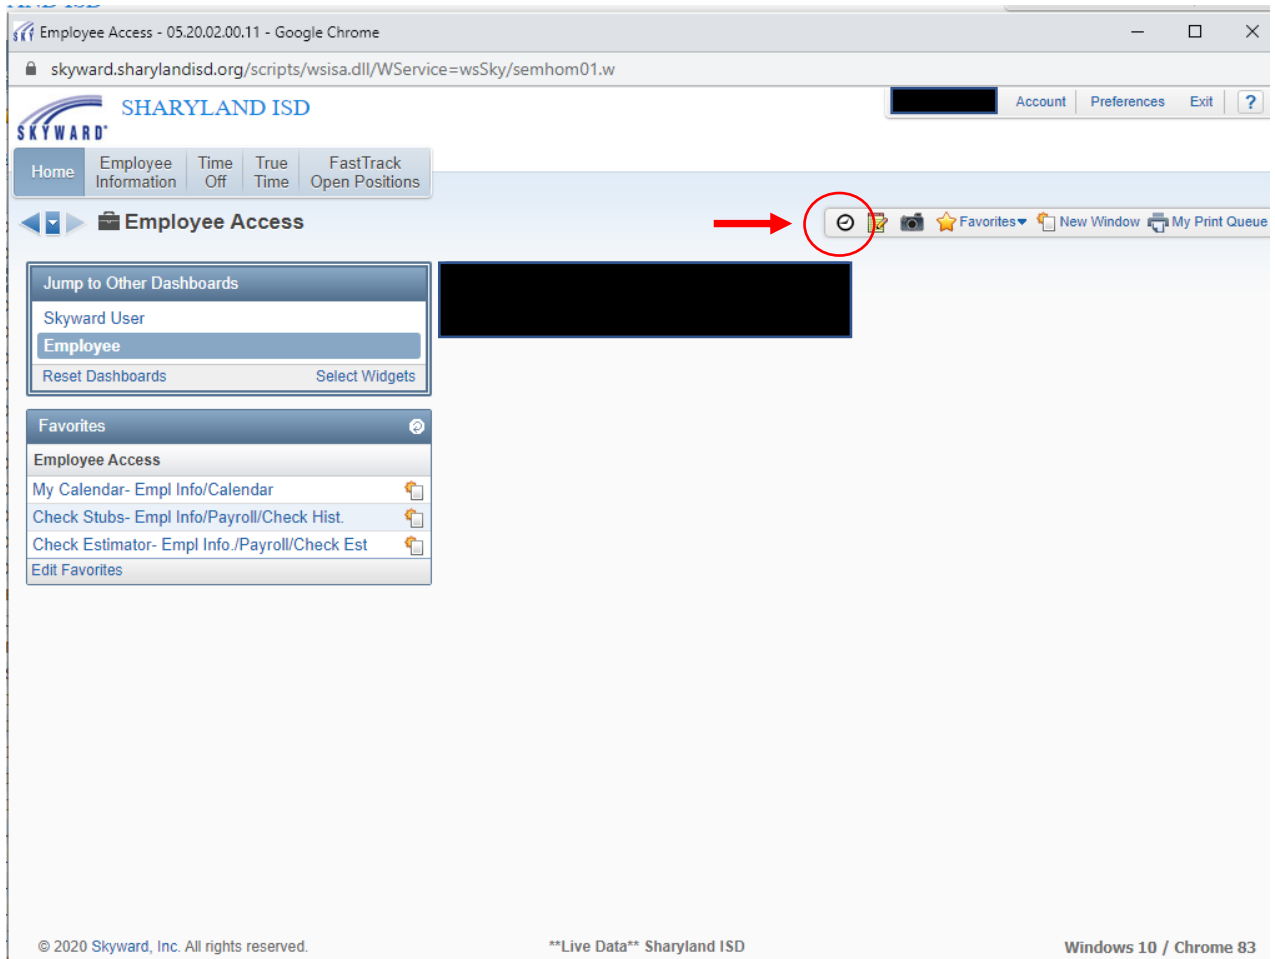 Employee Access - 05.20.02.00.11 - Google Chrome
skyward.sharylandisd.org/scripts/wsisa.dll/WService=wsSky/semhom01.w
SKYWARD
SHARYLAND ISD
Account Preferences Exit ?
Home Employee Information Time Off True Time FastTrack Open Positions
Employee Access
Favorites New Window My Print Queue
Jump to Other Dashboards
Skyward User
Employee
Reset Dashboards Select Widgets
Favorites
Employee Access
My Calendar- Empl Info/Calendar
Check Stubs- Empl Info/Payroll/Check Hist.
Check Estimator- Empl Info./Payroll/Check Est
Edit Favorites
© 2020 Skyward, Inc. All rights reserved. **Live Data** Sharyland ISD Windows 10 / Chrome 83